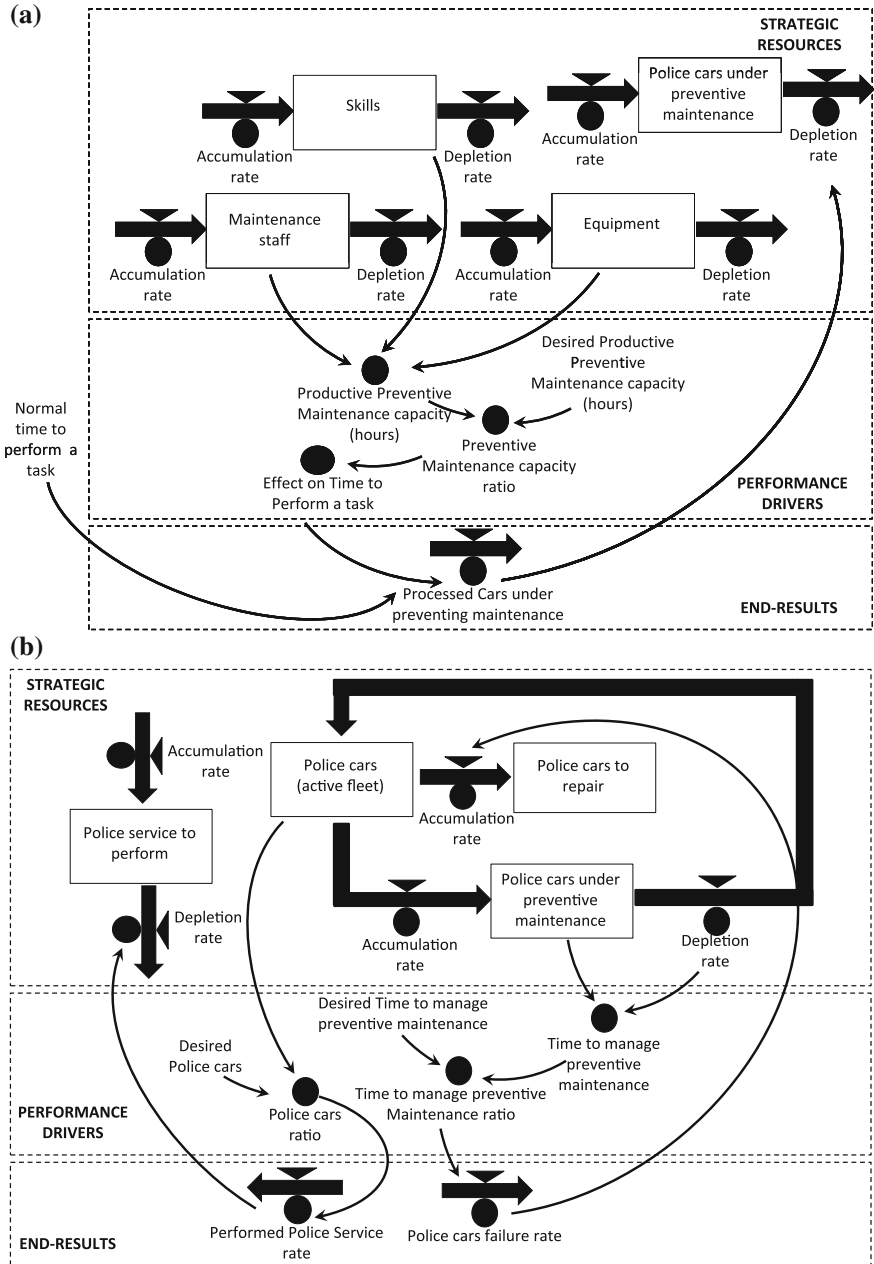 (a)
STRATEGIC
RESOURCES
Skills
Police cars under
preventive
maintenance
Accumulation
rate
Depletion
rate
Accumulation
rate
Depletion
rate
Maintenance
staff
Equipment
Accumulation
rate
Depletion
rate
Accumulation
rate
Depletion
rate
Desired Productive
Preventive
Maintenance capacity
(hours)
Productive Preventive
Maintenance capacity
(hours)
Normal
time to
perform a
task
Preventive
Maintenance capacity
ratio
Effect on Time to
Perform a task
PERFORMANCE
DRIVERS
Processed Cars under
preventing maintenance
END-RESULTS
(b)
STRATEGIC
RESOURCES
Accumulation
rate
Police cars
(active fleet)
Police cars to
repair
Accumulation
rate
Police service to
perform
Police cars under
preventive
maintenance
Depletion
rate
Accumulation
rate
Depletion
rate
Desired Time to manage
preventive maintenance
Desired
Police cars
Time to manage
preventive
maintenance
Time to manage preventive
Maintenance ratio
Police cars
ratio
PERFORMANCE
DRIVERS
Performed Police Service
rate
Police cars failure rate
END-RESULTS